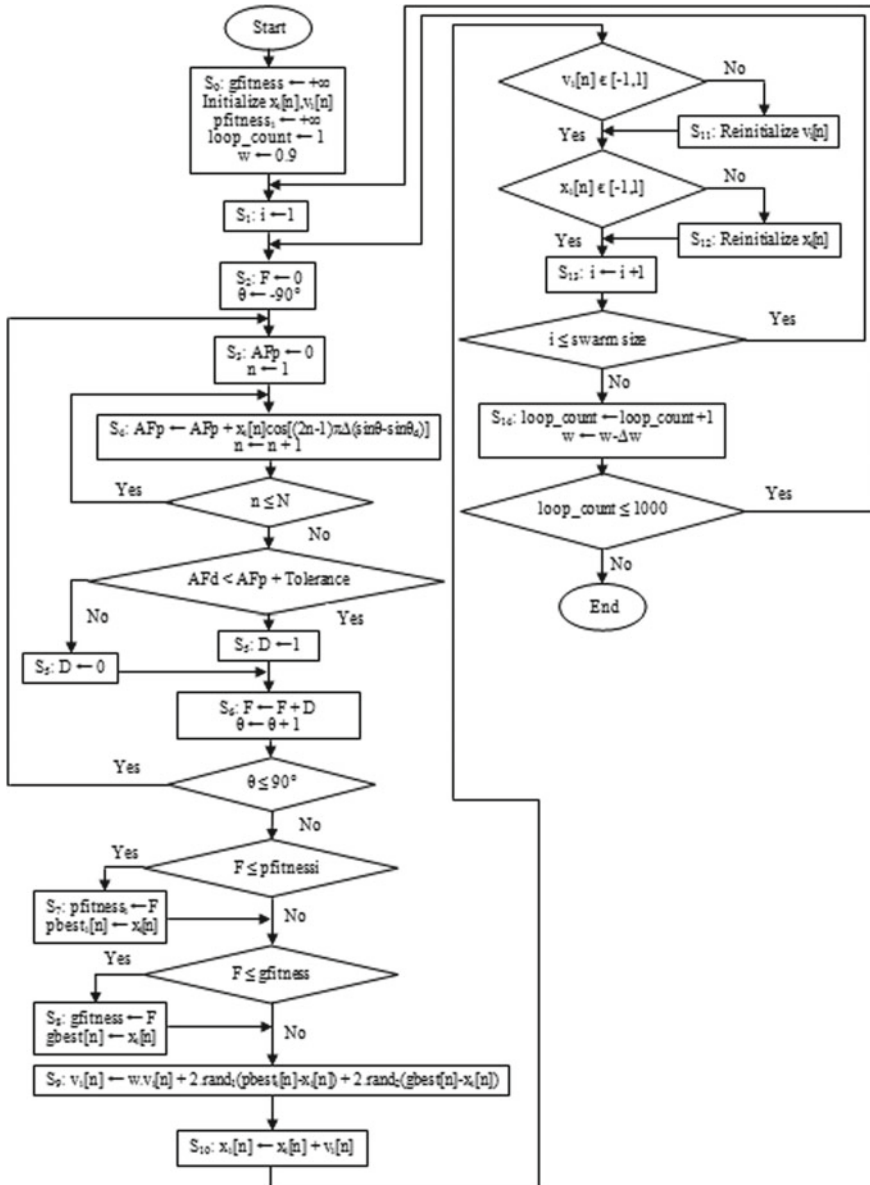 Start
S₀: gfitness ← +∞
Initialize xᵢ[n],vᵢ[n]
pfitnessᵢ ← +∞
loop_count ← 1
w ← 0.9
S₁: i ← 1
S₂: F ← 0
θ ← -90°
S₃: AFp ← 0
n ← 1
S₄: AFp ← AFp + xᵢ[n]cos[(2n-1)πΔ(sinθ-sinθd)]
n ← n + 1
Yes
n ≤ N
No
AFd < AFp + Tolerance
No
Yes
S₅: D ← 1
S₅: D ← 0
S₆: F ← F + D
θ ← θ + 1
Yes
θ ≤ 90°
No
Yes
F ≤ pfitnessi
S₇: pfitnessᵢ ← F
pbestᵢ[n] ← xᵢ[n]
No
Yes
F ≤ gfitness
S₈: gfitness ← F
gbest[n] ← xᵢ[n]
No
S₉: vᵢ[n] ← w.vᵢ[n] + 2.rand₁(pbestᵢ[n]-xᵢ[n]) + 2.rand₂(gbest[n]-xᵢ[n])
S₁₀: xᵢ[n] ← xᵢ[n] + vᵢ[n]
vᵢ[n] ϵ [-1,1]
No
Yes
S₁₁: Reinitialize vᵢ[n]
xᵢ[n] ϵ [-1,1]
No
Yes
S₁₂: Reinitialize xᵢ[n]
S₁₃: i ← i +1
i ≤ swarm size
Yes
No
S₁₄: loop_count ← loop_count +1
w ← w-Δw
loop_count ≤ 1000
Yes
No
End